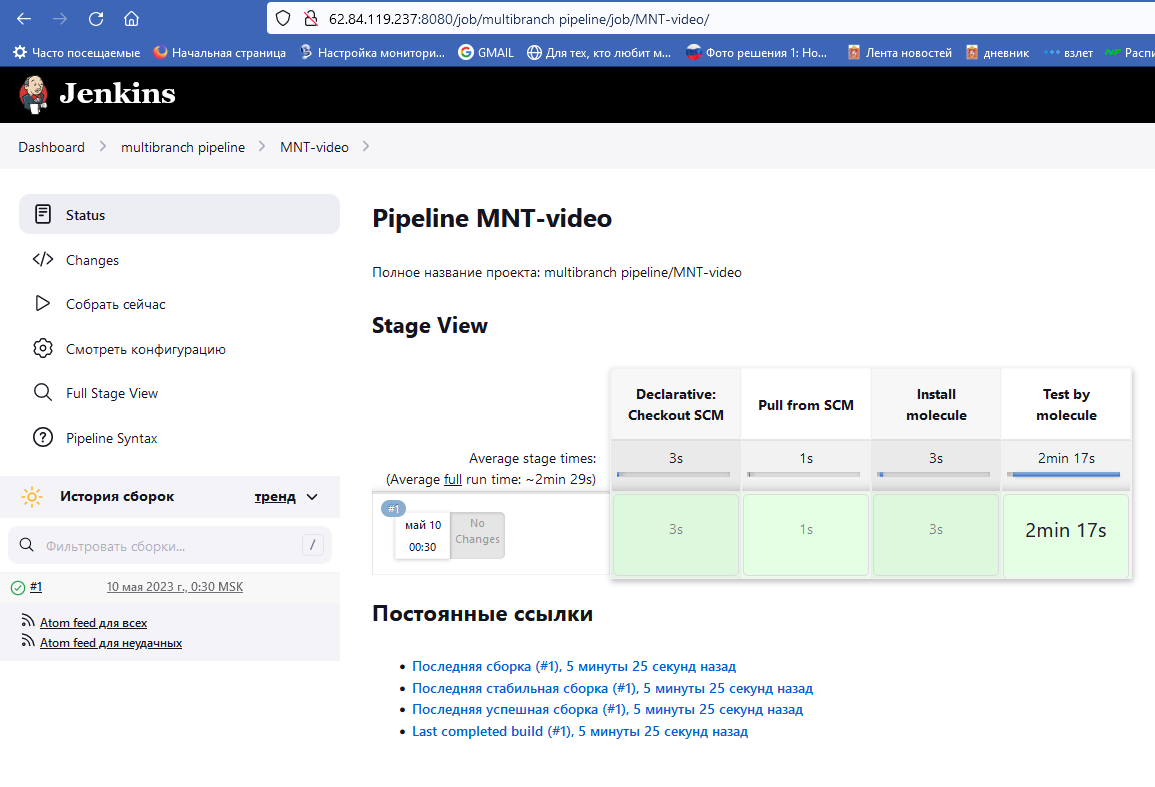 62.84.119.237:8080/job/multibranch pipeline/job/MNT-video/
Часто посещаемые Начальная страница Настройка монитори... GMAIL Для тех, кто любит м... Фото решения 1: Но... Лента новостей дневник взлет Распи
Jenkins
Dashboard multibranch pipeline MNT-video
Status
Changes
Собрать сейчас
Смотреть конфигурацию
Full Stage View
Pipeline Syntax
История сборок тренд
Фильтровать сборки... /
#1 10 мая 2023 г., 0:30 MSK
Atom feed для всех
Atom feed для неудачных
Pipeline MNT-video
Полное название проекта: multibranch pipeline/MNT-video
Stage View
Declarative:
Checkout SCM
Pull from SCM
Install
molecule
Test by
molecule
Average stage times:
(Average full run time: ~2min 29s)
3s 1s 3s 2min 17s
#1
май 10
00:30
No
Changes
3s 1s 3s 2min 17s
Постоянные ссылки
Последняя сборка (#1), 5 минуты 25 секунд назад
Последняя стабильная сборка (#1), 5 минуты 25 секунд назад
Последняя успешная сборка (#1), 5 минуты 25 секунд назад
Last completed build (#1), 5 минуты 25 секунд назад